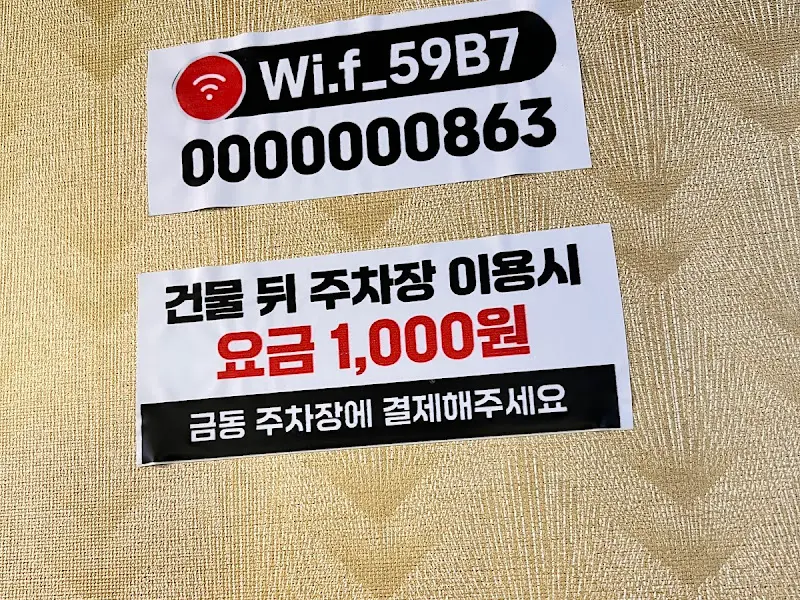 Wi.f_59B7
0000000863
건물 뒤 주차장 이용시
요금 1,000원
금동 주차장에 결제해주세요